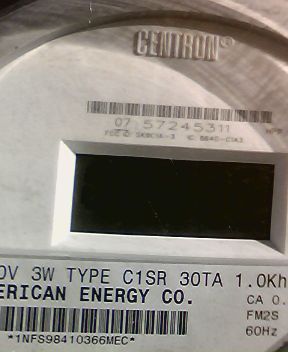 CENTRON®
07 57245311
0V 3W TYPE C1SR 30TA 1.0Kh
ERICAN ENERGY CO.
CA 0.
FM2S
60Hz
*1NFS98410366MEC*